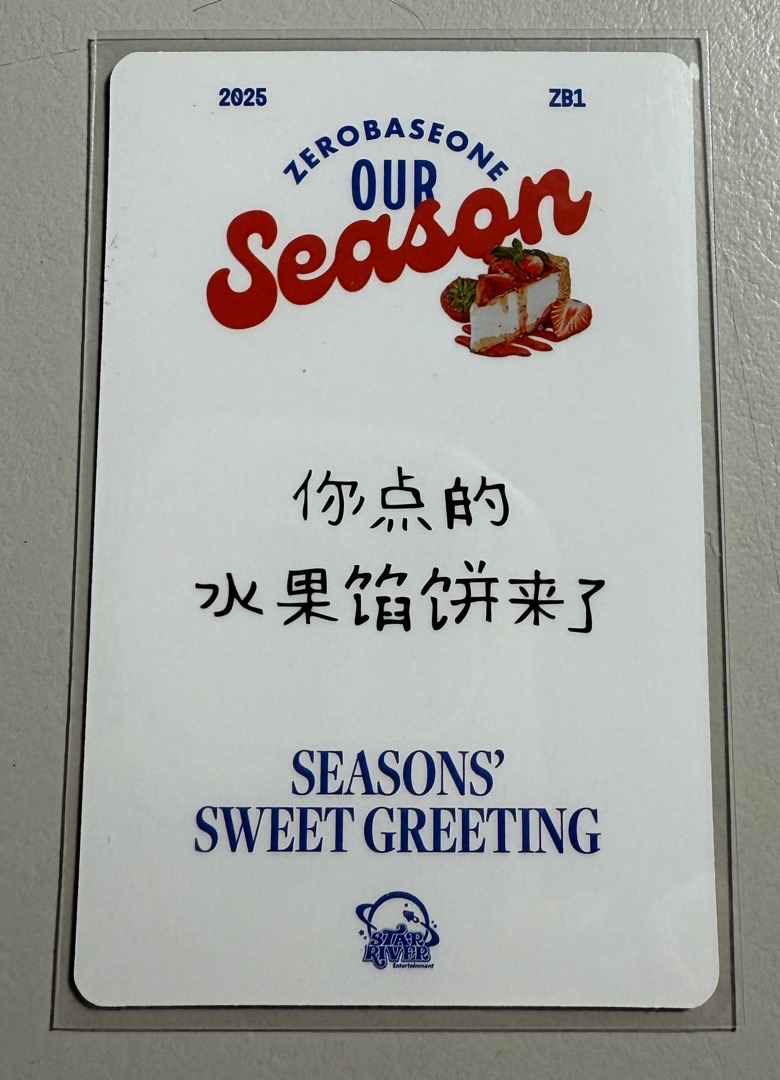 2025 ZB1
ZEROBASEONE
OUR
Season
你点的
水果馅饼来了
SEASONS'
SWEET GREETING
STAR
RIVER
Entertainment